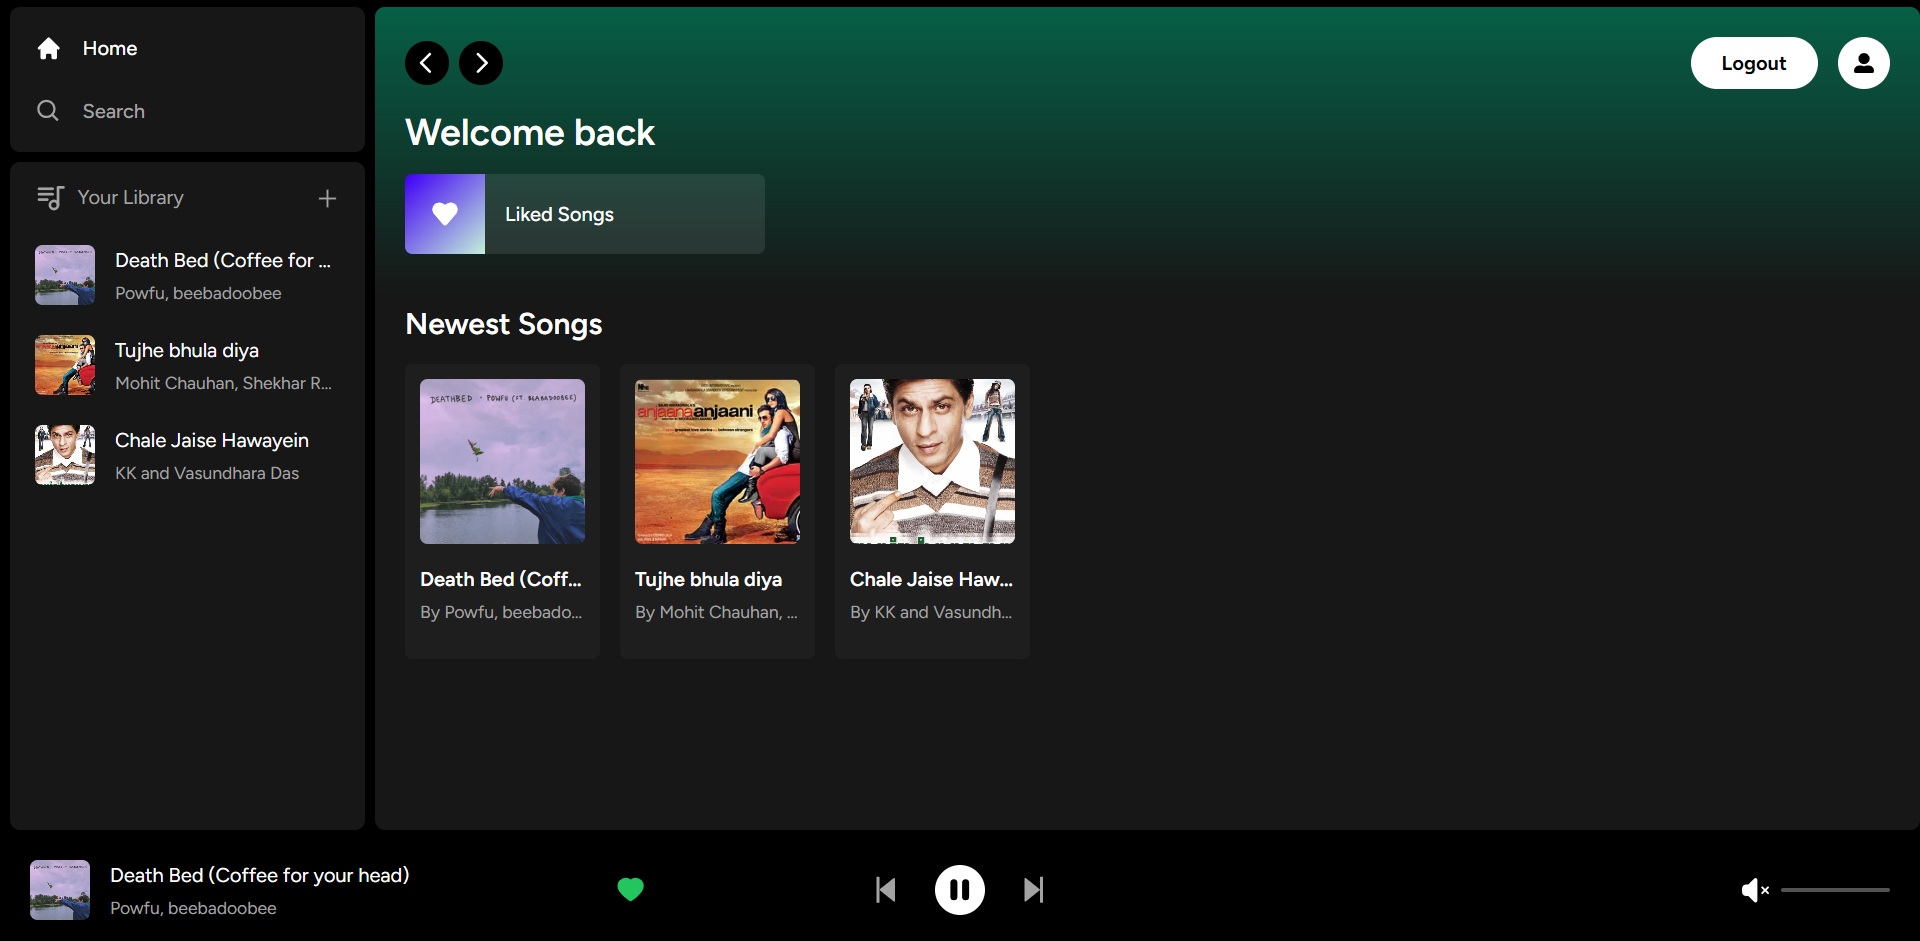 Home
Search
Your Library
Death Bed (Coffee for ...
Powfu, beebadoobee
Tujhe bhula diya
Mohit Chauhan, Shekhar R...
Chale Jaise Hawayein
KK and Vasundhara Das
Logout
Welcome back
Liked Songs
Newest Songs
DEATHBED · POWFU (FT. BEABADOOBEE)
anjaanaanjaani
Death Bed (Coff...
By Powfu, beebado...
Tujhe bhula diya
By Mohit Chauhan, ...
Chale Jaise Haw...
By KK and Vasundh...
Death Bed (Coffee for your head)
Powfu, beebadoobee